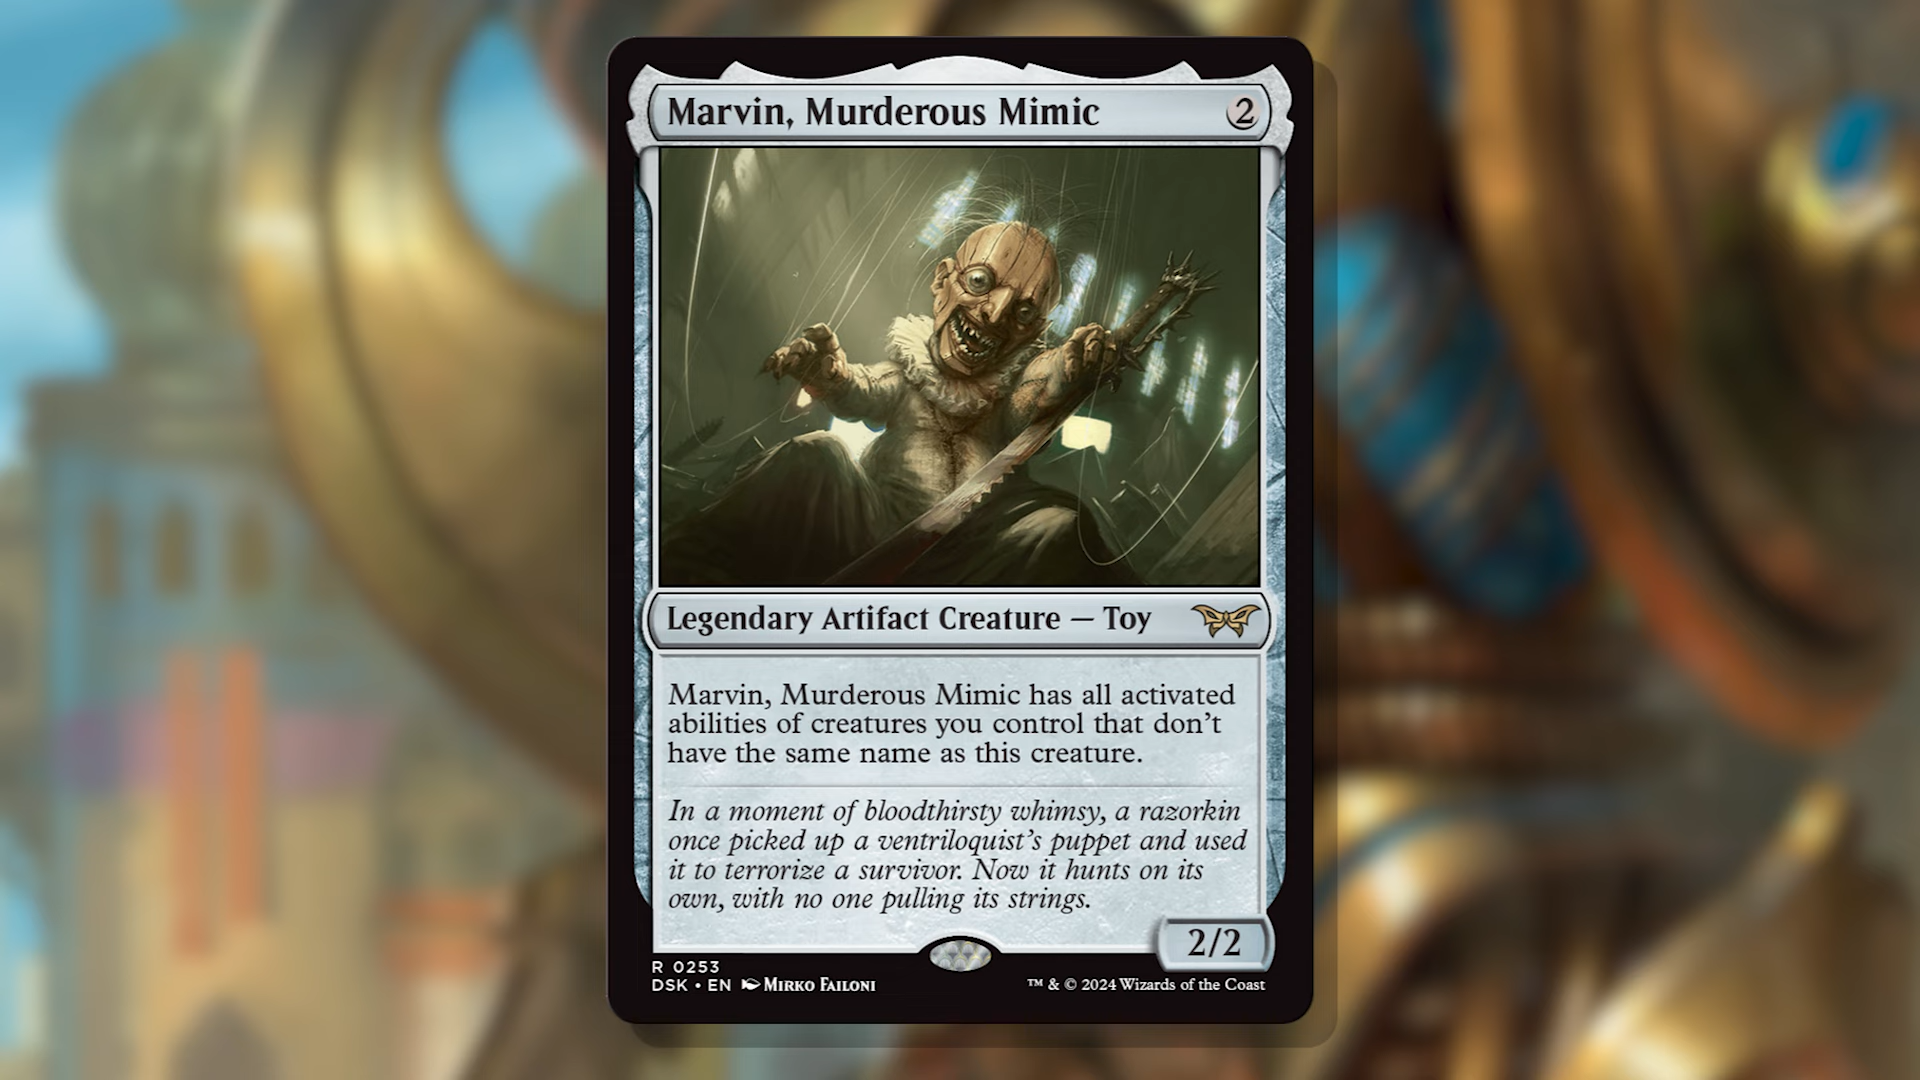 Marvin, Murderous Mimic 2
Legendary Artifact Creature — Toy
Marvin, Murderous Mimic has all activated
abilities of creatures you control that don't
have the same name as this creature.
In a moment of bloodthirsty whimsy, a razorkin
once picked up a ventriloquist's puppet and used
it to terrorize a survivor. Now it hunts on its
own, with no one pulling its strings.
2/2
R 0253
DSK • EN Mirko Failoni
™ & © 2024 Wizards of the Coast